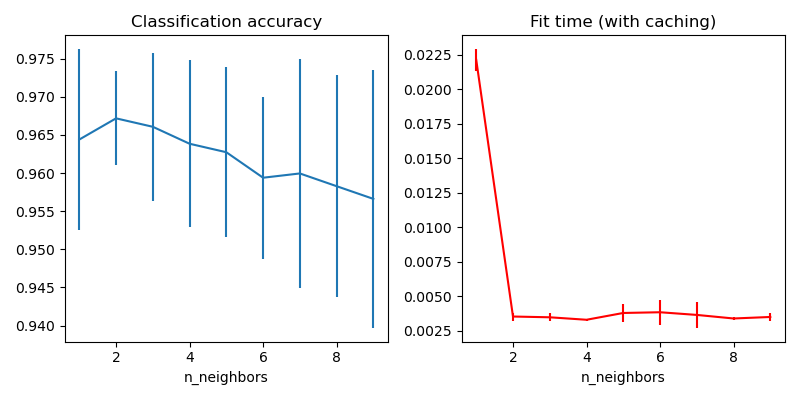 Classification accuracy
0.975
0.970
0.965
0.960
0.955
0.950
0.945
0.940
2 4 6 8
n_neighbors
Fit time (with caching)
0.0225
0.0200
0.0175
0.0150
0.0125
0.0100
0.0075
0.0050
0.0025
2 4 6 8
n_neighbors